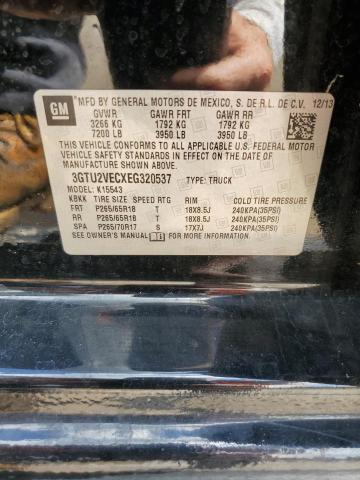 GM
MFD BY GENERAL MOTORS DE MEXICO, S. DE R.L. DE C.V. 12/13
GVWR GAWR FRT GAWR RR
3266 KG 1792 KG 1792 KG
7200 LB 3950 LB 3950 LB
THIS VEHICLE CONFORMS TO ALL APPLICABLE U.S. FEDERAL MOTOR
VEHICLE SAFETY STANDARDS IN EFFECT ON THE DATE OF
MANUFACTURE SHOWN ABOVE.
3GTU2VECXEG320537 TYPE: TRUCK
MODEL: K15543
KBKK TIRE SIZE SPEED RTG RIM COLD TIRE PRESSURE
FRT P265/65R18 T 18X8.5J 240KPA(35PSI)
RR P265/65R18 T 18X8.5J 240KPA(35PSI)
SPA P265/70R17 S 17X7J 240KPA(35PSI)
SEE OWNER'S MANUAL FOR MORE INFORMATION